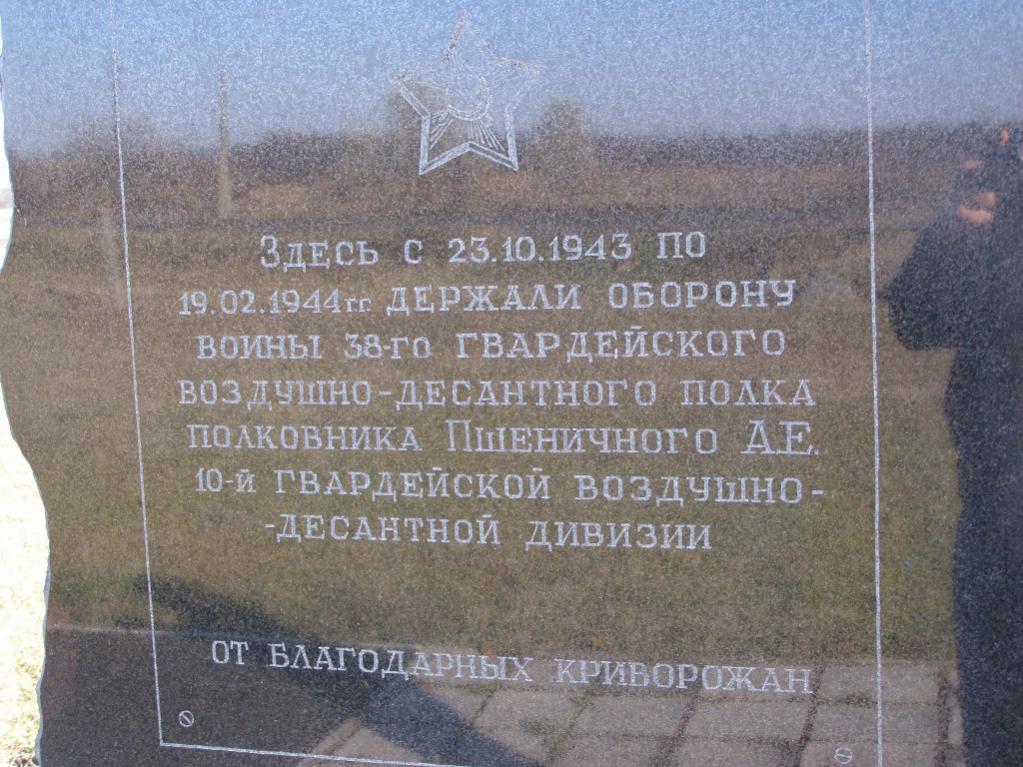 Здесь с 23.10.1943 по
19.02.1944гг. держали оборону
воины 38-го гвардейского
воздушно-десантного полка
полковника Пшеничного А.Е.
10-й гвардейской воздушно-
-десантной дивизии
от благодарных криворожан